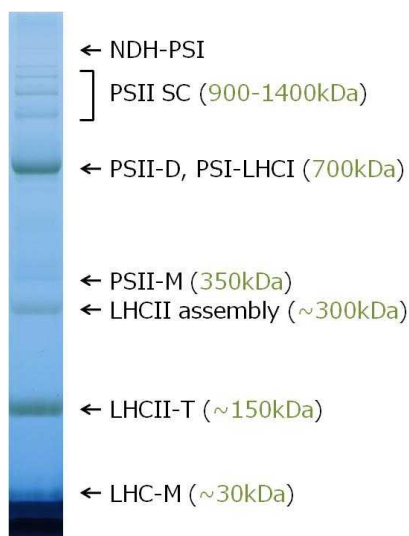 ← NDH-PSI
PSII SC (900-1400kDa)
← PSII-D, PSI-LHCI (700kDa)
← PSII-M (350kDa)
← LHCII assembly (~300kDa)
← LHCII-T (~150kDa)
← LHC-M (~30kDa)